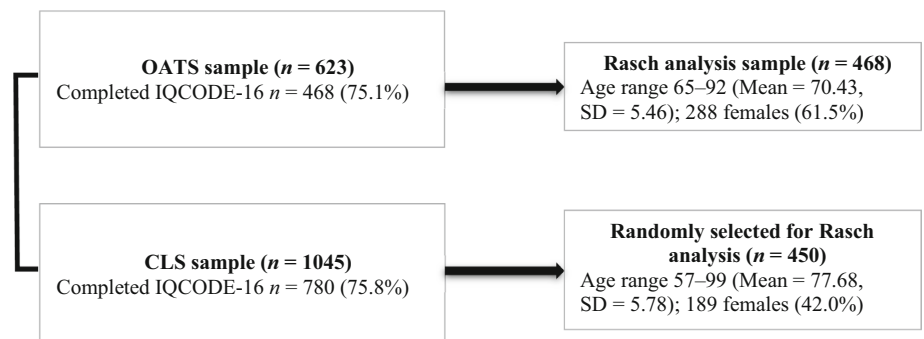 OATS sample (n = 623)
Completed IQCODE-16 n = 468 (75.1%)
Rasch analysis sample (n = 468)
Age range 65–92 (Mean = 70.43,
SD = 5.46); 288 females (61.5%)
CLS sample (n = 1045)
Completed IQCODE-16 n = 780 (75.8%)
Randomly selected for Rasch
analysis (n = 450)
Age range 57–99 (Mean = 77.68,
SD = 5.78); 189 females (42.0%)